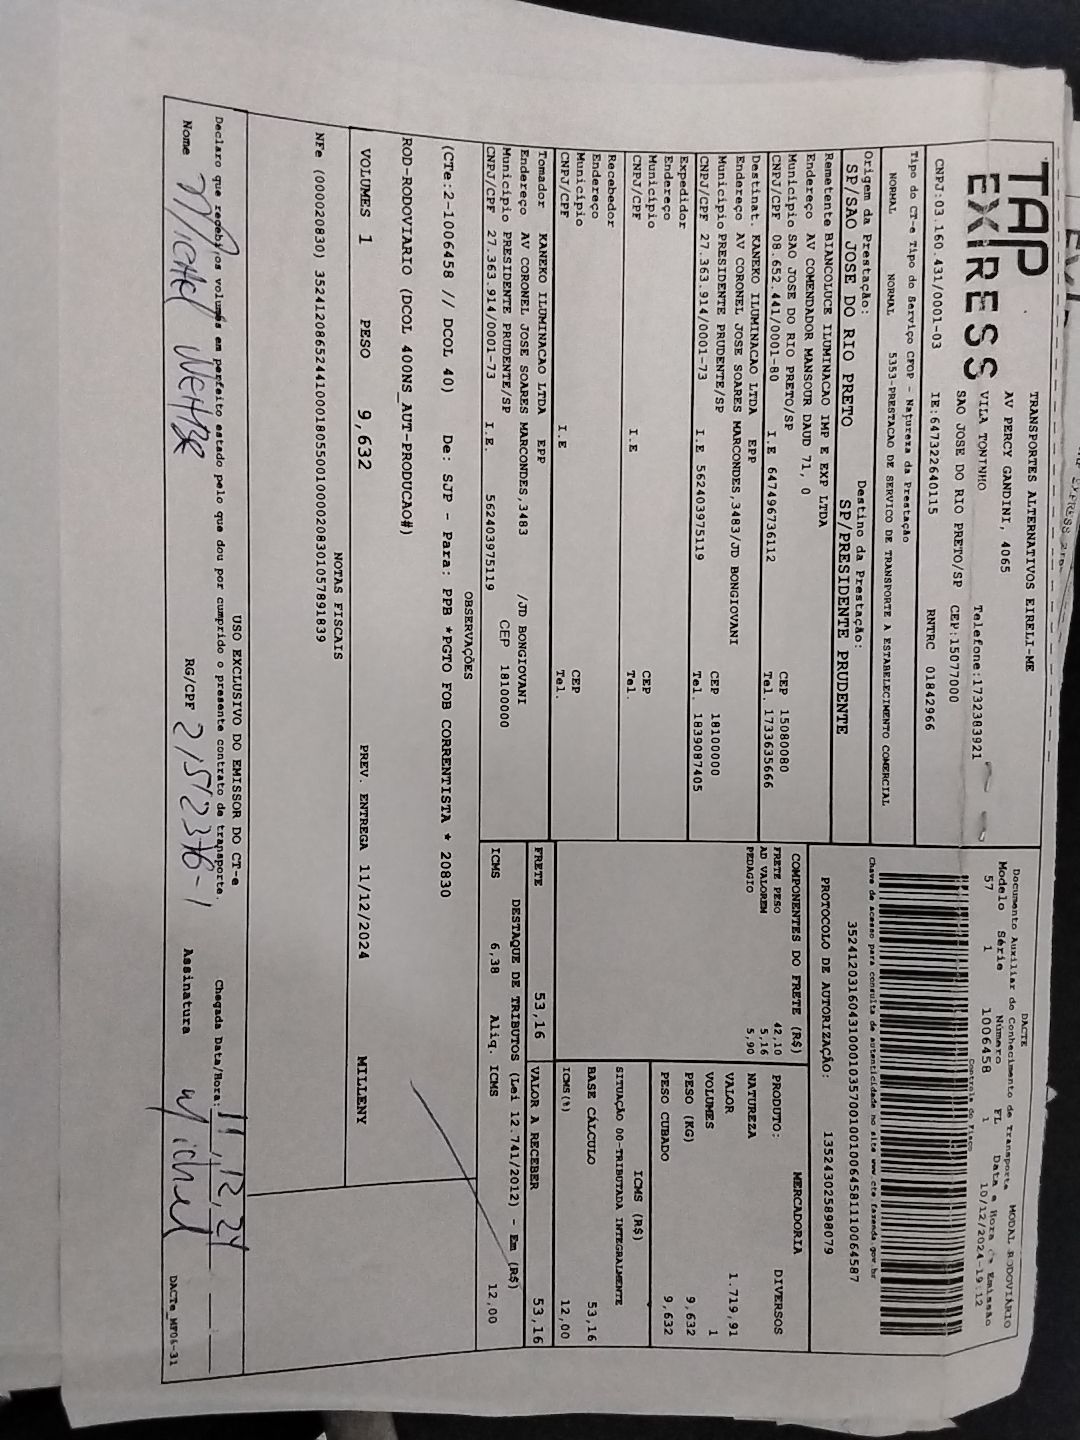 TAP
EXPRESS
TRANSPORTES ALTERNATIVOS EIRELI-ME
AV PERCY GANDINI, 4065
VILA TONINHO
Telefone:1732383921
SAO JOSE DO RIO PRETO/SP CEP:15077000
CNPJ:03.160.431/0001-03 IE:647322640115 RNTRC 01842966
DACTE MODAL RODOVIÁRIO
Documento Auxiliar do Conhecimento de Transporte
Modelo Série Número FL Data e Hora de Emissão
57 1 1006458 1 10/12/2024-19:12
Controle do Fisco
Chave de acesso para consulta de autenticidade no site www.cte.fazenda.gov.br
35241203160431000103570010010064581110064587
PROTOCOLO DE AUTORIZAÇÃO: 135243025898079
Tipo do CT-e Tipo do Serviço CFOP - Natureza da Prestação
NORMAL NORMAL 5353-PRESTACAO DE SERVICO DE TRANSPORTE A ESTABELECIMENTO COMERCIAL
Origem da Prestação: Destino da Prestação:
SP/SAO JOSE DO RIO PRETO SP/PRESIDENTE PRUDENTE
Remetente BIANCOLUCE ILUMINACAO IMP E EXP LTDA
Endereço AV COMENDADOR MANSOUR DAUD 71, 0
Município SAO JOSE DO RIO PRETO/SP CEP 15080080
CNPJ/CPF 08.652.441/0001-80 I.E 647496736112 Tel. 1733635666
Destinat. KANEKO ILUMINACAO LTDA EPP
Endereço AV CORONEL JOSE SOARES MARCONDES,3483/JD BONGIOVANI
Município PRESIDENTE PRUDENTE/SP CEP 18100000
CNPJ/CPF 27.363.914/0001-73 I.E 562403975119 Tel. 1839087405
Expedidor
Endereço
Município CEP
CNPJ/CPF I.E Tel.
Recebedor
Endereço
Município CEP
CNPJ/CPF I.E Tel.
Tomador KANEKO ILUMINACAO LTDA EPP
Endereço AV CORONEL JOSE SOARES MARCONDES,3483 /JD BONGIOVANI
Município PRESIDENTE PRUDENTE/SP CEP 18100000
CNPJ/CPF 27.363.914/0001-73 I.E. 562403975119
COMPONENTES DO FRETE (R$)
FRETE PESO 42,10
AD VALOREM 5,16
PEDAGIO 5,90
MERCADORIA
PRODUTO: DIVERSOS
NATUREZA
VALOR 1.719,91
VOLUMES 1
PESO (KG) 9,632
PESO CUBADO 9,632
ICMS (R$)
SITUAÇÃO 00-TRIBUTADA INTEGRALMENTE
BASE CÁLCULO 53,16
ICMS(%) 12,00
FRETE 53,16 VALOR A RECEBER 53,16
DESTAQUE DE TRIBUTOS (Lei 12.741/2012) - Em (R$)
ICMS 6,38 Aliq. ICMS 12,00
OBSERVAÇÕES
(CTe:2-1006458 // DCOL 40) De: SJP - Para: PPB *PGTO FOB CORRENTISTA * 20830
ROD-RODOVIARIO (DCOL 400NS_AUT-PRODUCAO#)
VOLUMES 1 PESO 9,632 PREV. ENTREGA 11/12/2024 MILLENY
NOTAS FISCAIS
NFe (000020830) 35241208652441000180550010000208301057891839
USO EXCLUSIVO DO EMISSOR DO CT-e
Declaro que recebi/os volumes em perfeito estado pelo que dou por cumprido o presente contrato de transporte. Chegada Data/Hora: 11,12,24
Nome Michel RG/CPF Assinatura Michel
DACTe_MF06-31